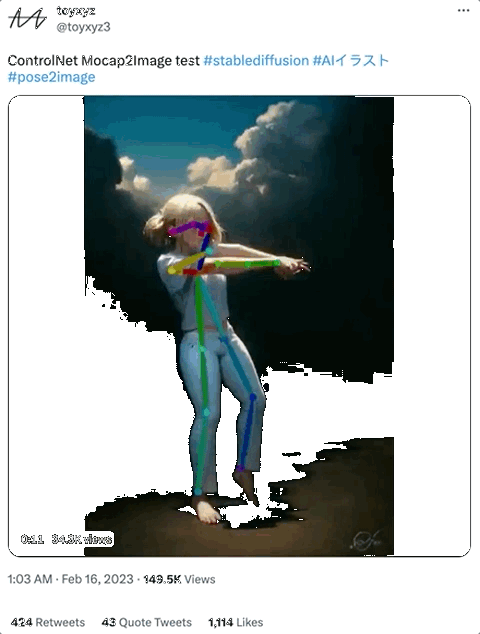 toyxyz
@toyxyz3
ControlNet Mocap2Image test #stablediffusion #AIイラスト
#pose2image
0:11 34.3K views
1:03 AM · Feb 16, 2023 · 149.5K Views
424 Retweets 43 Quote Tweets 1,114 Likes